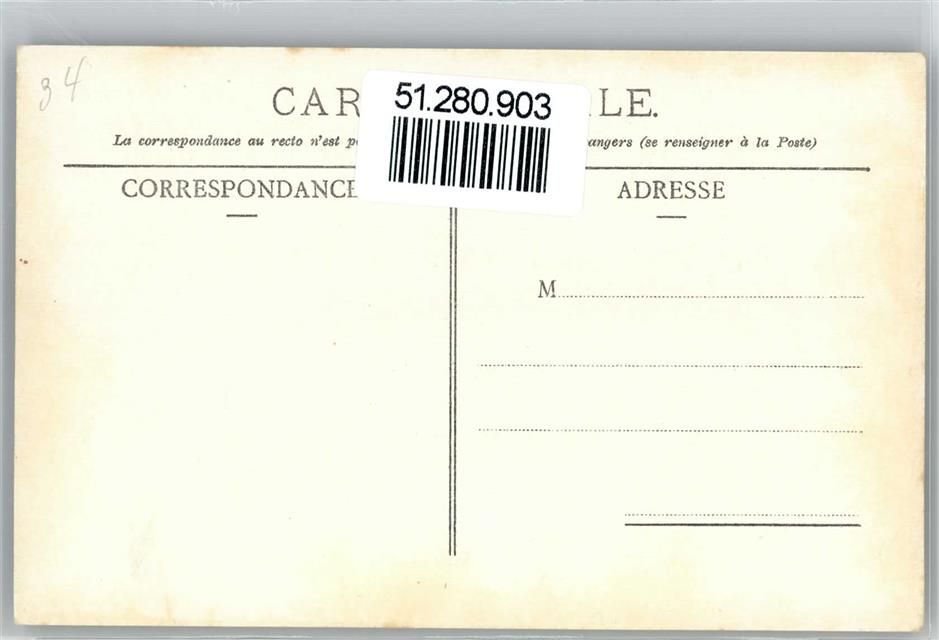 34
51.280.903
CAR LE.
La correspondance au recto n'est angers (se renseigner à la Poste)
CORRESPONDANCE ADRESSE
M